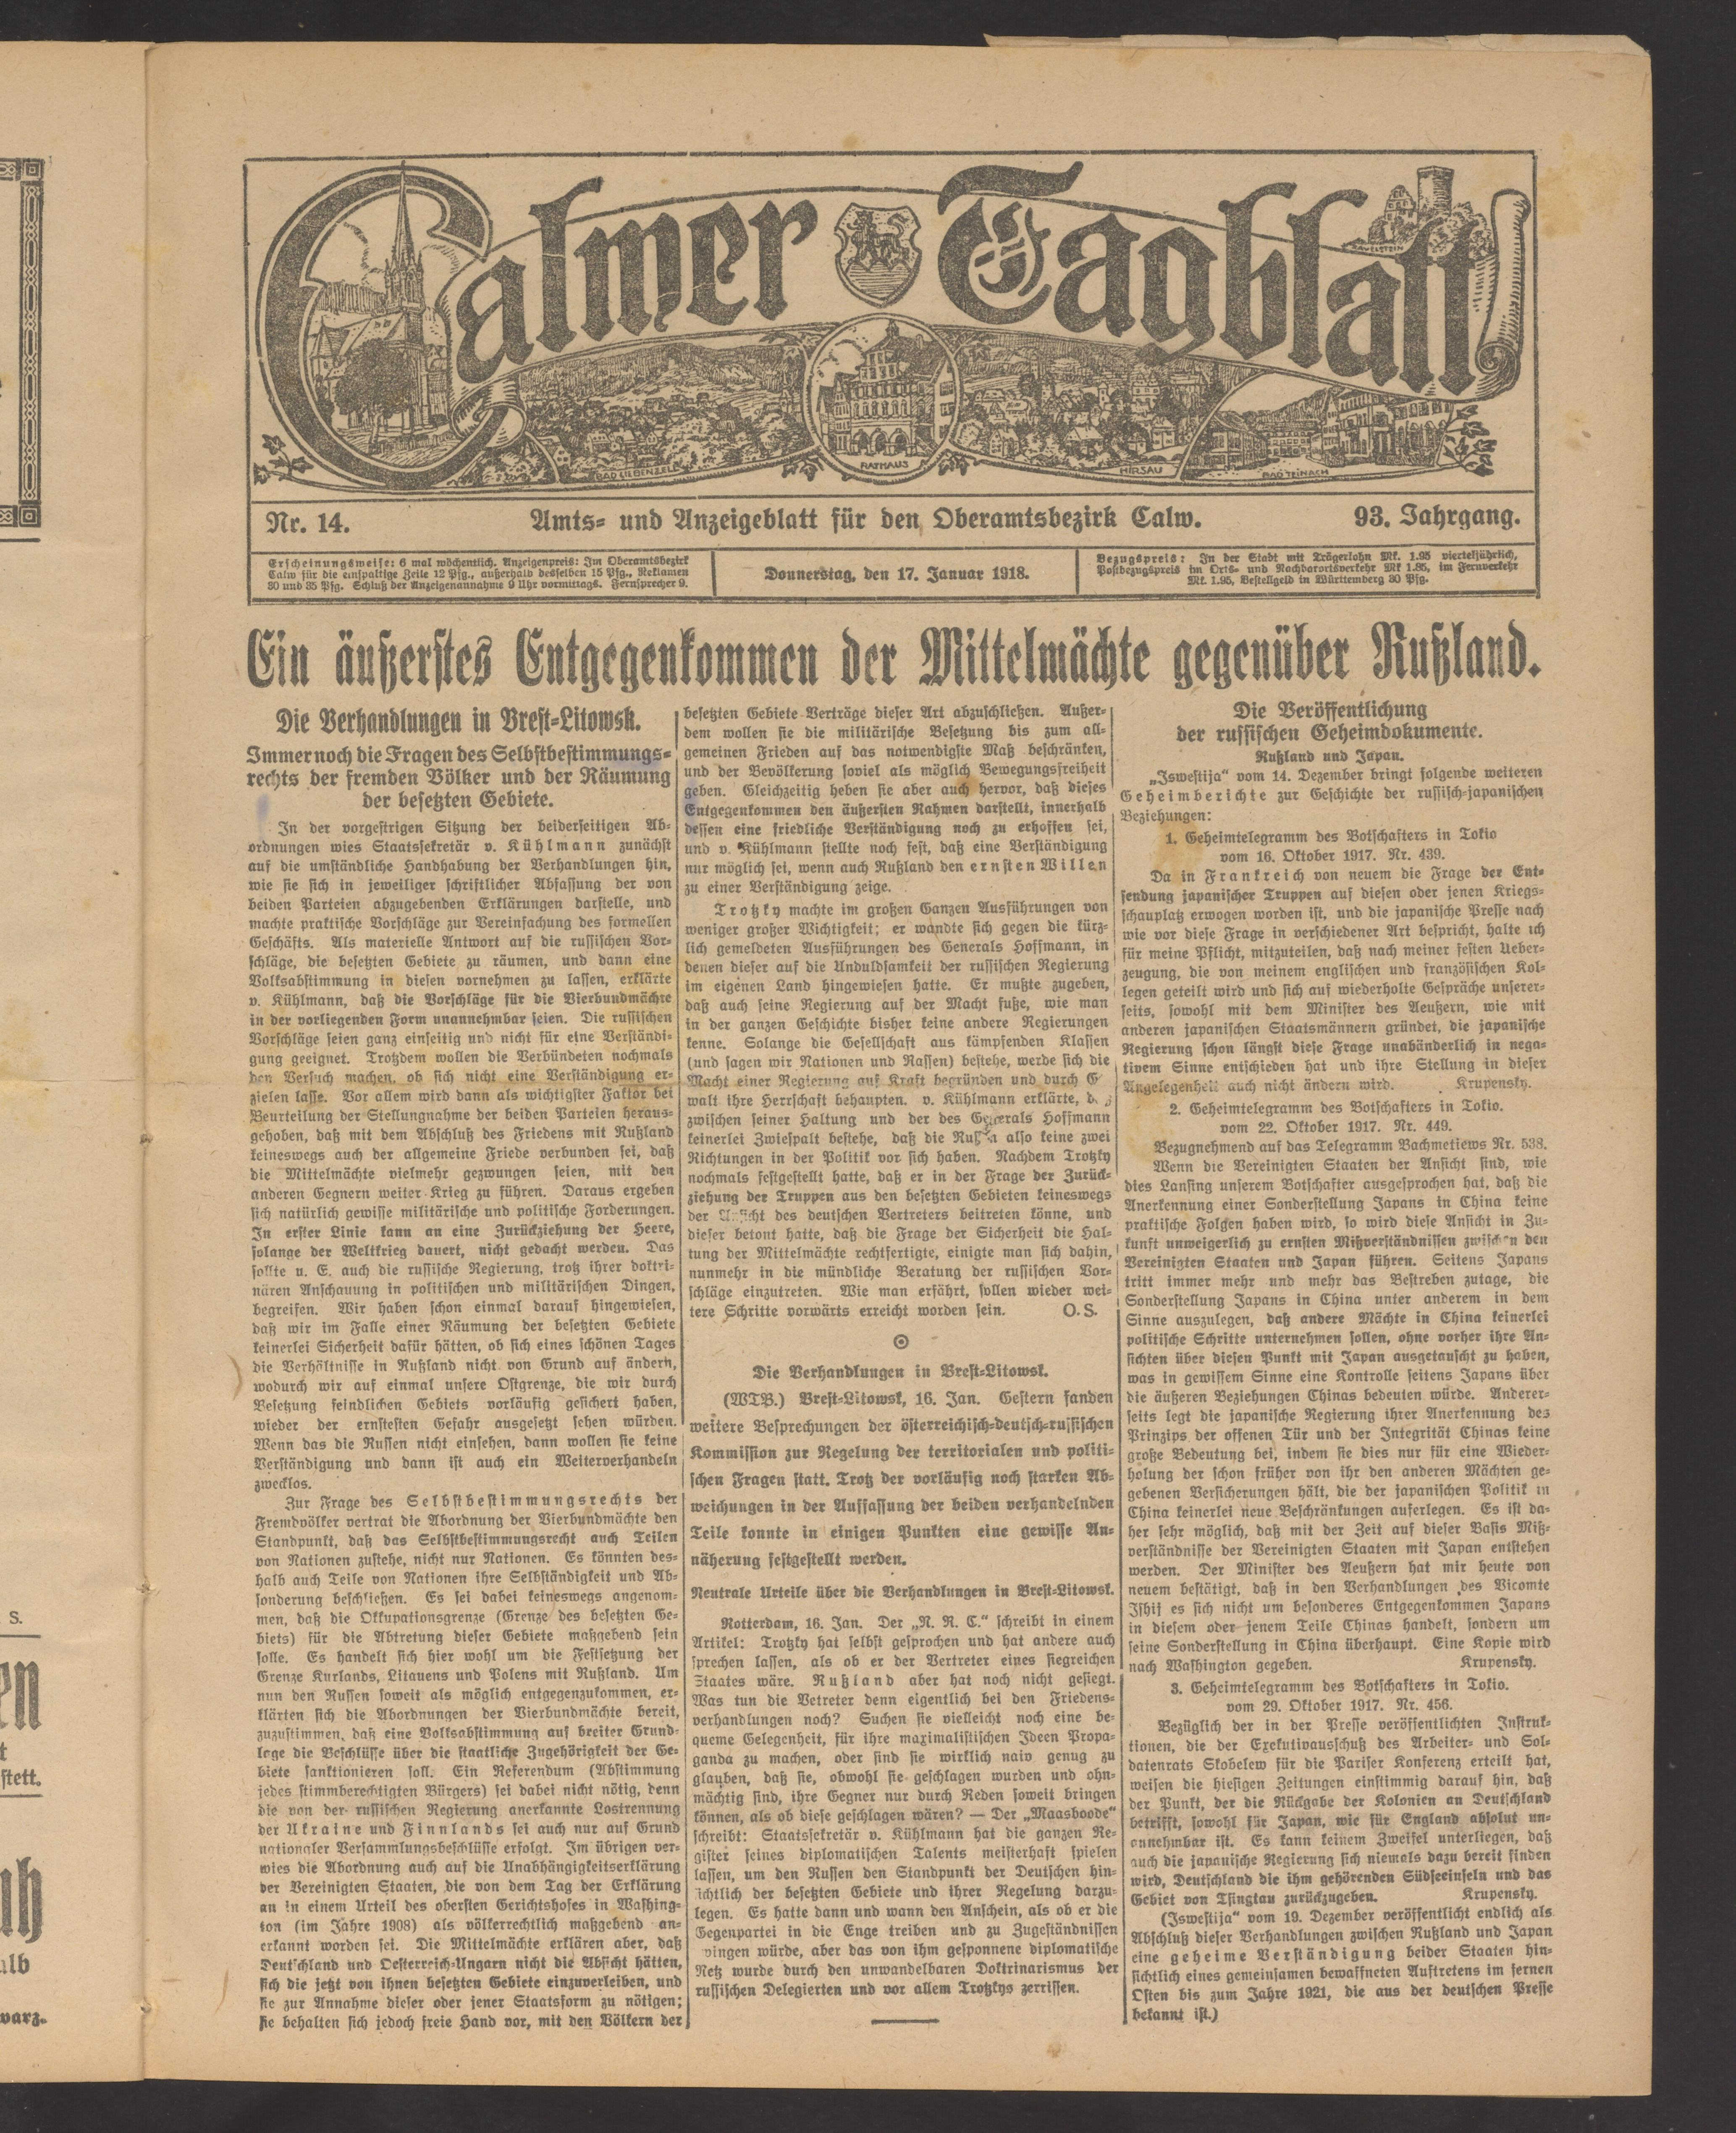 Calmer Tagblatt
ZAVELSTEIN
BAD LIEBENZELL
RATHAUS
HIRSAU
BAD TEINACH
Nr. 14.
Amts- und Anzeigeblatt für den Oberamtsbezirk Calw.
93. Jahrgang.
Erscheinungsweise: 6 mal wöchentlich. Anzeigenpreis: Im Oberamtsbezirk
Calw für die einspaltige Zeile 12 Pfg., außerhalb desselben 15 Pfg., Reklamen
30 und 35 Pfg. Schluß der Anzeigenannahme 9 Uhr vormittags. Fernsprecher 9.
Donnerstag, den 17. Januar 1918.
Bezugspreis: In der Stadt mit Trägerlohn Mk. 1.95 vierteljährlich,
Postbezugspreis im Orts- und Nachbarortsverkehr Mk 1.85, im Fernverkehr
Mk. 1.95, Bestellgeld in Württemberg 30 Pfg.
Ein äußerstes Entgegenkommen der Mittelmächte gegenüber Rußland.
Die Verhandlungen in Brest-Litowsk.
Immer noch die Fragen des Selbstbestimmungs-
rechts der fremden Völker und der Räumung
der besetzten Gebiete.
In der vorgestrigen Sitzung der beiderseitigen Ab-
ordnungen wies Staatssekretär v. Kühlmann zunächst
auf die umständliche Handhabung der Verhandlungen hin,
wie sie sich in jeweiliger schriftlicher Abfassung der von
beiden Parteien abzugebenden Erklärungen darstelle, und
machte praktische Vorschläge zur Vereinfachung des formellen
Geschäfts. Als materielle Antwort auf die russischen Vor-
schläge, die besetzten Gebiete zu räumen, und dann eine
Volksabstimmung in diesen vornehmen zu lassen, erklärte
v. Kühlmann, daß die Vorschläge für die Vierbundmächte
in der vorliegenden Form unannehmbar seien. Die russischen
Vorschläge seien ganz einseitig und nicht für eine Verständi-
gung geeignet. Trotzdem wollen die Verbündeten nochmals
den Versuch machen, ob sich nicht eine Verständigung er-
zielen lasse. Vor allem wird dann als wichtigster Faktor bei
Beurteilung der Stellungnahme der beiden Parteien heraus-
gehoben, daß mit dem Abschluß des Friedens mit Rußland
keineswegs auch der allgemeine Friede verbunden sei, daß
die Mittelmächte vielmehr gezwungen seien, mit den
anderen Gegnern weiter Krieg zu führen. Daraus ergeben
sich natürlich gewisse militärische und politische Forderungen.
In erster Linie kann an eine Zurückziehung der Heere,
solange der Weltkrieg dauert, nicht gedacht werden. Das
sollte u. E. auch die russische Regierung, trotz ihrer doktri-
nären Anschauung in politischen und militärischen Dingen,
begreifen. Wir haben schon einmal darauf hingewiesen,
daß wir im Falle einer Räumung der besetzten Gebiete
keinerlei Sicherheit dafür hätten, ob sich eines schönen Tages
die Verhältnisse in Rußland nicht von Grund auf ändern,
wodurch wir auf einmal unsere Ostgrenze, die wir durch
Besetzung feindlichen Gebiets vorläufig gesichert haben,
wieder der ernstesten Gefahr ausgesetzt sehen würden.
Wenn das die Russen nicht einsehen, dann wollen sie keine
Verständigung und dann ist auch ein Weiterverhandeln
zwecklos.
Zur Frage des Selbstbestimmungsrechts der
Fremdvölker vertrat die Abordnung der Vierbundmächte den
Standpunkt, daß das Selbstbestimmungsrecht auch Teilen
von Nationen zustehe, nicht nur Nationen. Es könnten des-
halb auch Teile von Nationen ihre Selbständigkeit und Ab-
sonderung beschließen. Es sei dabei keineswegs angenom-
men, daß die Okkupationsgrenze (Grenze des besetzten Ge-
biets) für die Abtretung dieser Gebiete maßgebend sein
solle. Es handelt sich hier wohl um die Festsetzung der
Grenze Kurlands, Litauens und Polens mit Rußland. Um
nun den Russen soweit als möglich entgegenzukommen, er-
klärten sich die Abordnungen der Vierbundmächte bereit,
zuzustimmen, daß eine Volksabstimmung auf breiter Grund-
lage die Beschlüsse über die staatliche Zugehörigkeit der Ge-
biete sanktionieren soll. Ein Referendum (Abstimmung
jedes stimmberechtigten Bürgers) sei dabei nicht nötig, denn
die von der russischen Regierung anerkannte Lostrennung
der Ukraine und Finnlands sei auch nur auf Grund
nationaler Versammlungsbeschlüsse erfolgt. Im übrigen ver-
wies die Abordnung auch auf die Unabhängigkeitserklärung
der Vereinigten Staaten, die von dem Tag der Erklärung
an in einem Urteil des obersten Gerichtshofes in Washing-
ton (im Jahre 1908) als völkerrechtlich maßgebend an-
erkannt worden sei. Die Mittelmächte erklären aber, daß
Deutschland und Oesterreich-Ungarn nicht die Absicht hätten,
sich die jetzt von ihnen besetzten Gebiete einzuverleiben, und
sie zur Annahme dieser oder jener Staatsform zu nötigen;
sie behalten sich jedoch freie Hand vor, mit den Völkern der
besetzten Gebiete Verträge dieser Art abzuschließen. Außer-
dem wollen sie die militärische Besetzung bis zum all-
gemeinen Frieden auf das notwendigste Maß beschränken,
und der Bevölkerung soviel als möglich Bewegungsfreiheit
geben. Gleichzeitig heben sie aber auch hervor, daß dieses
Entgegenkommen den äußersten Rahmen darstellt, innerhalb
dessen eine friedliche Verständigung noch zu erhoffen sei,
und v. Kühlmann stellte noch fest, daß eine Verständigung
nur möglich sei, wenn auch Rußland den ernsten Willen
zu einer Verständigung zeige.
Trotzky machte im großen Ganzen Ausführungen von
weniger großer Wichtigkeit; er wandte sich gegen die kürz-
lich gemeldeten Ausführungen des Generals Hoffmann, in
denen dieser auf die Unduldsamkeit der russischen Regierung
im eigenen Land hingewiesen hatte. Er mußte zugeben,
daß auch seine Regierung auf der Macht fuße, wie man
in der ganzen Geschichte bisher keine andere Regierungen
kenne. Solange die Gesellschaft aus kämpfenden Klassen
(und sagen wir Nationen und Rassen) bestehe, werde sich die
Macht einer Regierung auf Kraft begründen und durch G
walt ihre Herrschaft behaupten. v. Kühlmann erklärte,
zwischen seiner Haltung und der des Generals Hoffmann
keinerlei Zwiespalt bestehe, daß die also keine zwei
Richtungen in der Politik vor sich haben. Nachdem Trotzky
nochmals festgestellt hatte, daß er in der Frage der Zurück-
ziehung der Truppen aus den besetzten Gebieten keineswegs
der Ansicht des deutschen Vertreters beitreten könne, und
dieser betont hatte, daß die Frage der Sicherheit die Hal-
tung der Mittelmächte rechtfertigte, einigte man sich dahin,
nunmehr in die mündliche Beratung der russischen Vor-
schläge einzutreten. Wie man erfährt, sollen wieder wei-
tere Schritte vorwärts erreicht worden sein. O. S.
Die Verhandlungen in Brest-Litowsk.
(WTB.) Brest-Litowsk, 16. Jan. Gestern fanden
weitere Besprechungen der österreichisch-deutsch-russischen
Kommission zur Regelung der territorialen und politi-
schen Fragen statt. Trotz der vorläufig noch starken Ab-
weichungen in der Auffassung der beiden verhandelnden
Teile konnte in einigen Punkten eine gewisse An-
näherung festgestellt werden.
Neutrale Urteile über die Verhandlungen in Brest-Litowsk.
Rotterdam, 16. Jan. Der „N. R. C." schreibt in einem
Artikel: Trotzky hat selbst gesprochen und hat andere auch
sprechen lassen, als ob er der Vertreter eines siegreichen
Staates wäre. Rußland aber hat noch nicht gesiegt.
Was tun die Vetreter denn eigentlich bei den Friedens-
verhandlungen noch? Suchen sie vielleicht noch eine be-
queme Gelegenheit, für ihre maximalistischen Ideen Propa-
ganda zu machen, oder sind sie wirklich naiv genug zu
glauben, daß sie, obwohl sie geschlagen wurden und ohn-
mächtig sind, ihre Gegner nur durch Reden soweit bringen
können, als ob diese geschlagen wären? — Der „Maasboode"
schreibt: Staatssekretär v. Kühlmann hat die ganzen Re-
gister seines diplomatischen Talents meisterhaft spielen
lassen, um den Russen den Standpunkt der Deutschen hin-
sichtlich der besetzten Gebiete und ihrer Regelung darzu-
legen. Es hatte dann und wann den Anschein, als ob er die
Gegenpartei in die Enge treiben und zu Zugeständnissen
zwingen würde, aber das von ihm gesponnene diplomatische
Netz wurde durch den unwandelbaren Doktrinarismus der
russischen Delegierten und vor allem Trotzkys zerrissen.
Die Veröffentlichung
der russischen Geheimdokumente.
Rußland und Japan.
„Iswestija" vom 14. Dezember bringt folgende weiteren
Geheimberichte zur Geschichte der russisch-japanischen
Beziehungen:
1. Geheimtelegramm des Botschafters in Tokio
vom 16. Oktober 1917. Nr. 439.
Da in Frankreich von neuem die Frage der Ent-
sendung japanischer Truppen auf diesen oder jenen Kriegs-
schauplatz erwogen worden ist, und die japanische Presse nach
wie vor diese Frage in verschiedener Art bespricht, halte ich
für meine Pflicht, mitzuteilen, daß nach meiner festen Ueber-
zeugung, die von meinem englischen und französischen Kol-
legen geteilt wird und sich auf wiederholte Gespräche unserer-
seits, sowohl mit dem Minister des Aeußern, wie mit
anderen japanischen Staatsmännern gründet, die japanische
Regierung schon längst diese Frage unabänderlich in nega-
tivem Sinne entschieden hat und ihre Stellung in dieser
Angelegenheit auch nicht ändern wird. Krupensky.
2. Geheimtelegramm des Botschafters in Tokio.
vom 22. Oktober 1917. Nr. 449.
Bezugnehmend auf das Telegramm Bachmetiews Nr. 538.
Wenn die Vereinigten Staaten der Ansicht sind, wie
dies Lansing unserem Botschafter ausgesprochen hat, daß die
Anerkennung einer Sonderstellung Japans in China keine
praktische Folgen haben wird, so wird diese Ansicht in Zu-
kunft unweigerlich zu ernsten Mißverständnissen zwischen den
Vereinigten Staaten und Japan führen. Seitens Japans
tritt immer mehr und mehr das Bestreben zutage, die
Sonderstellung Japans in China unter anderem in dem
Sinne auszulegen, daß andere Mächte in China keinerlei
politische Schritte unternehmen sollen, ohne vorher ihre An-
sichten über diesen Punkt mit Japan ausgetauscht zu haben,
was in gewissem Sinne eine Kontrolle seitens Japans über
die äußeren Beziehungen Chinas bedeuten würde. Anderer-
seits legt die japanische Regierung ihrer Anerkennung des
Prinzips der offenen Tür und der Integrität Chinas keine
große Bedeutung bei, indem sie dies nur für eine Wieder-
holung der schon früher von ihr den anderen Mächten ge-
gebenen Versicherungen hält, die der japanischen Politik in
China keinerlei neue Beschränkungen auferlegen. Es ist da-
her sehr möglich, daß mit der Zeit auf dieser Basis Miß-
verständnisse der Vereinigten Staaten mit Japan entstehen
werden. Der Minister des Aeußern hat mir heute von
neuem bestätigt, daß in den Verhandlungen des Vicomte
Ishij es sich nicht um besonderes Entgegenkommen Japans
in diesem oder jenem Teile Chinas handelt, sondern um
seine Sonderstellung in China überhaupt. Eine Kopie wird
nach Washington gegeben. Krupensky.
3. Geheimtelegramm des Botschafters in Tokio.
vom 29. Oktober 1917. Nr. 456.
Bezüglich der in der Presse veröffentlichten Instruk-
tionen, die der Exekutivausschuß des Arbeiter- und Sol-
datenrats Skobelew für die Pariser Konferenz erteilt hat,
weisen die hiesigen Zeitungen einstimmig darauf hin, daß
der Punkt, der die Rückgabe der Kolonien an Deutschland
betrifft, sowohl für Japan, wie für England absolut un-
annehmbar ist. Es kann keinem Zweifel unterliegen, daß
auch die japanische Regierung sich niemals dazu bereit finden
wird, Deutschland die ihm gehörenden Südseeinseln und das
Gebiet von Tsingtau zurückzugeben. Krupensky.
(Iswestija" vom 19. Dezember veröffentlicht endlich als
Abschluß dieser Verhandlungen zwischen Rußland und Japan
eine geheime Verständigung beider Staaten hin-
sichtlich eines gemeinsamen bewaffneten Auftretens im fernen
Osten bis zum Jahre 1921, die aus der deutschen Presse
bekannt ist.)
S.
en
t
stett.
uh
alb
warz-